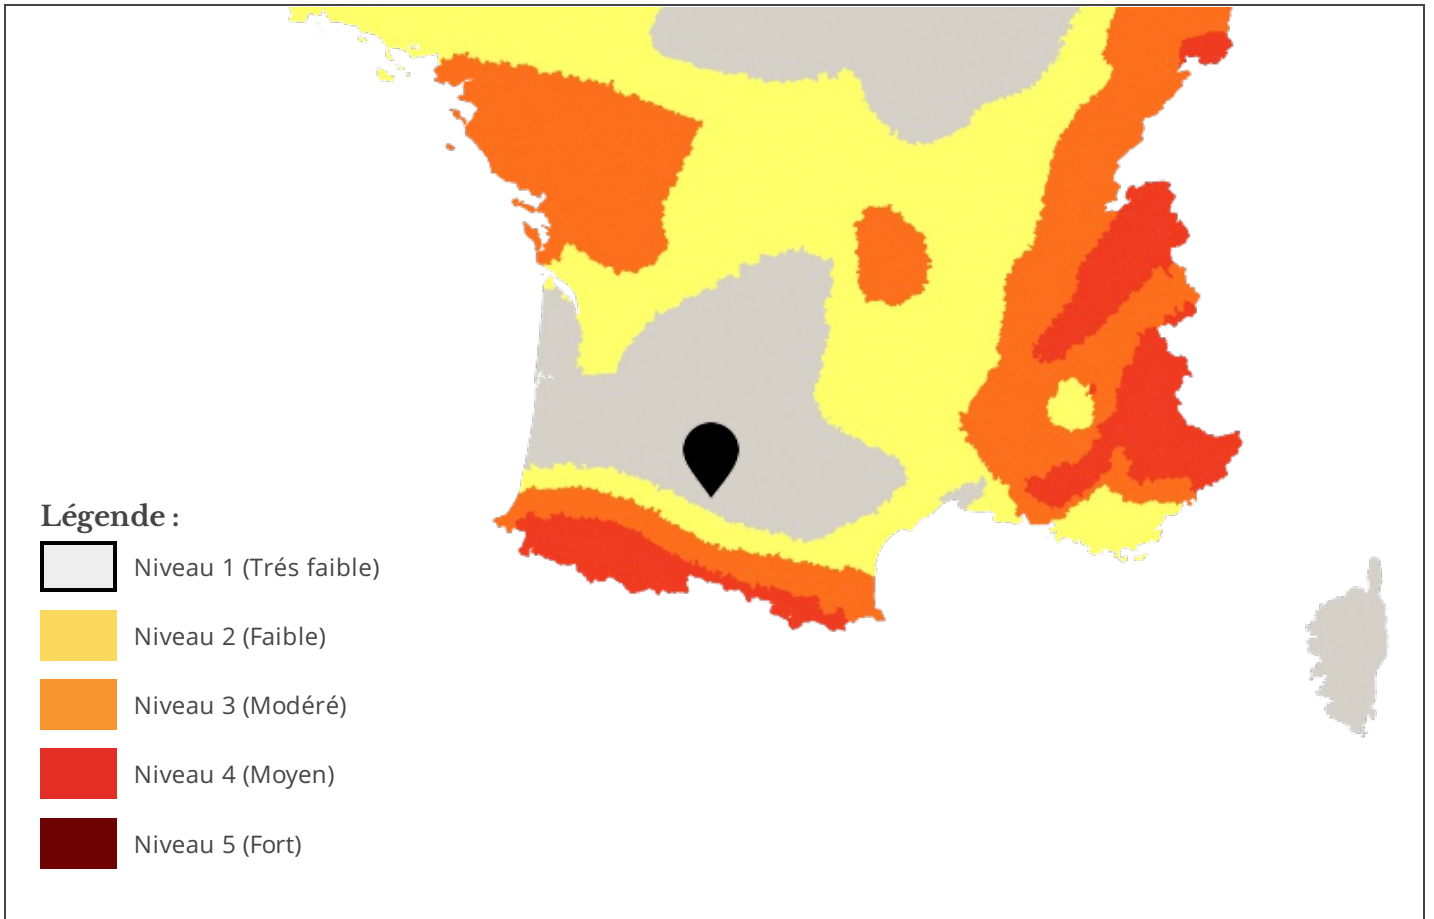 Légende :
Niveau 1 (Trés faible)
Niveau 2 (Faible)
Niveau 3 (Modéré)
Niveau 4 (Moyen)
Niveau 5 (Fort)